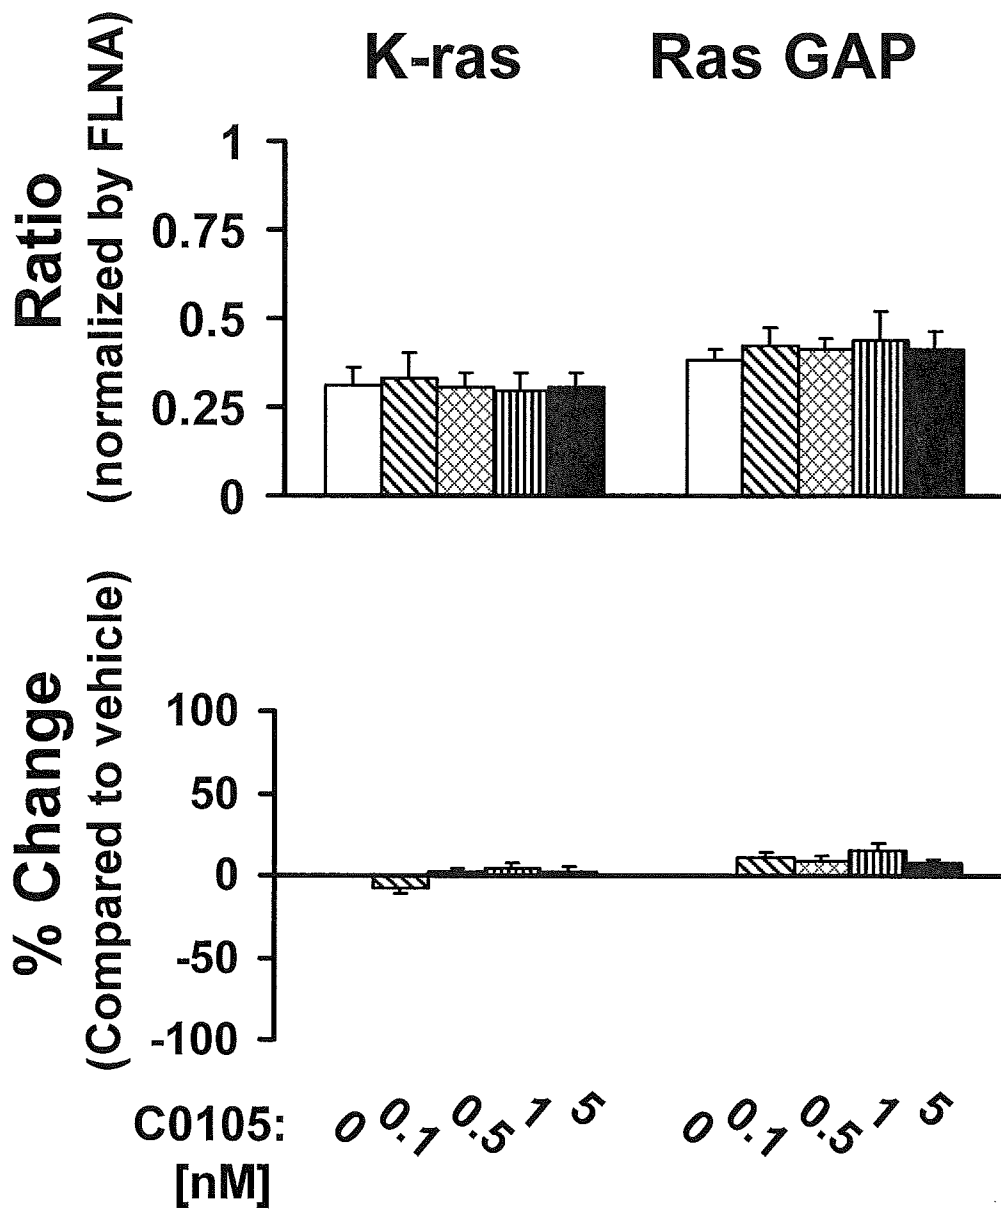 K-ras Ras GAP
Ratio
(normalized by FLNA)
1
0.75
0.5
0.25
0
% Change
(Compared to vehicle)
100
50
0
-50
-100
C0105: 0 0.1 0.5 1 5 0 0.1 0.5 1 5
[nM]